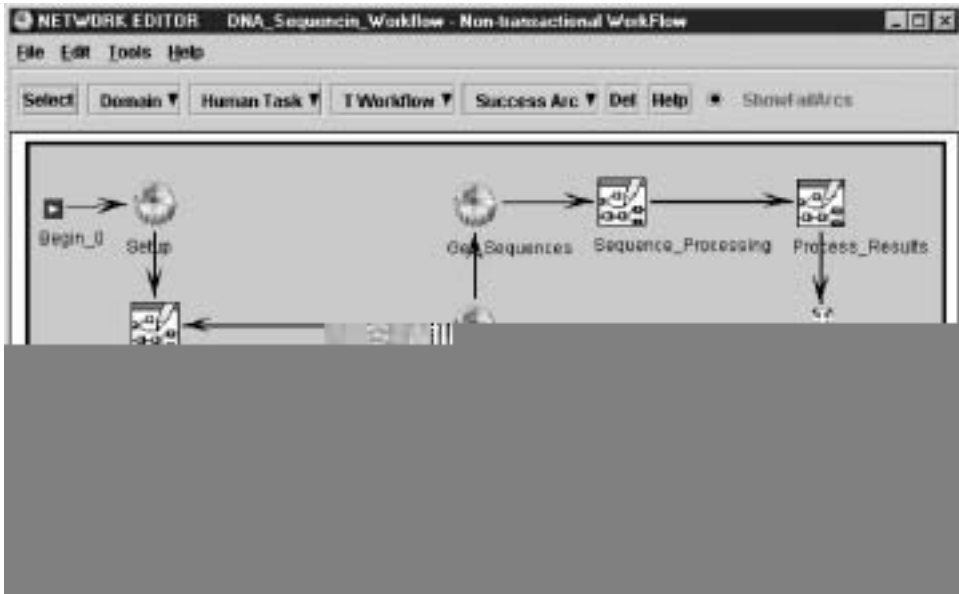 NETWORK EDITOR DNA_Sequencin_Workflow - Non-transactional WorkFlow
File Edit Tools Help
Select Domain Human Task T Workflow Success Arc Def Help ShowFailArcs
Begin_0 Setup Get_Sequences Sequence_Processing Process_Results